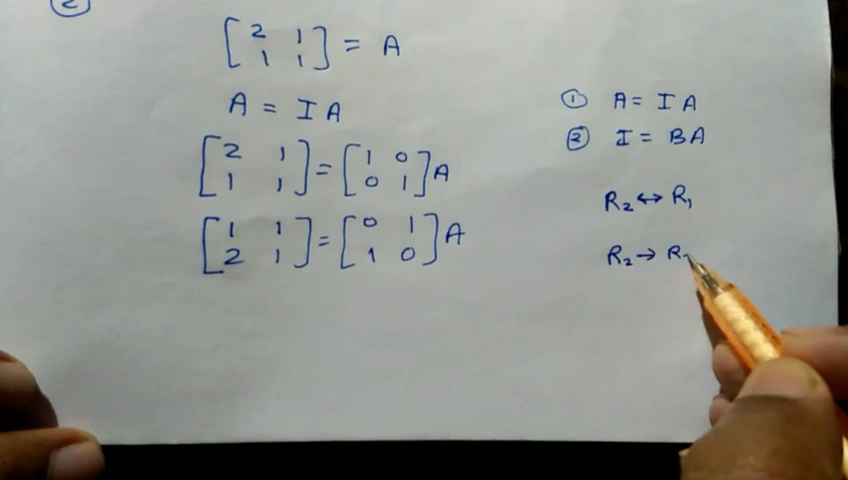 2
[2 1
1 1] = A
A = I A
① A = I A
② I = BA
[2 1
1 1] = [1 0
0 1] A
R₂ ↔ R₁
[1 1
2 1] = [0 1
1 0] A
R₂ → R